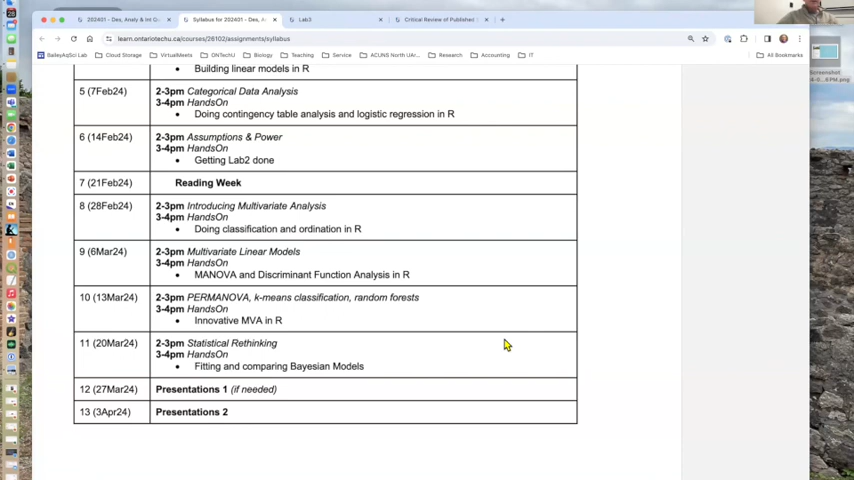 202401 - Des, Analy & Int Qu
Syllabus for 202401 - Des, A
Lab3
Critical Review of Published
learn.ontariotechu.ca/courses/26102/assignments/syllabus
BaileyAqSci Lab
Cloud Storage
VirtualMeets
ONTechU
Biology
Teaching
Service
ACUNS North UAr...
Research
Accounting
IT
All Bookmarks
Screenshot
• Building linear models in R
5 (7Feb24)
2-3pm Categorical Data Analysis
3-4pm HandsOn
• Doing contingency table analysis and logistic regression in R
6 (14Feb24)
2-3pm Assumptions & Power
3-4pm HandsOn
• Getting Lab2 done
7 (21Feb24)
Reading Week
8 (28Feb24)
2-3pm Introducing Multivariate Analysis
3-4pm HandsOn
• Doing classification and ordination in R
9 (6Mar24)
2-3pm Multivariate Linear Models
3-4pm HandsOn
• MANOVA and Discriminant Function Analysis in R
10 (13Mar24)
2-3pm PERMANOVA, k-means classification, random forests
3-4pm HandsOn
• Innovative MVA in R
11 (20Mar24)
2-3pm Statistical Rethinking
3-4pm HandsOn
• Fitting and comparing Bayesian Models
12 (27Mar24)
Presentations 1 (if needed)
13 (3Apr24)
Presentations 2